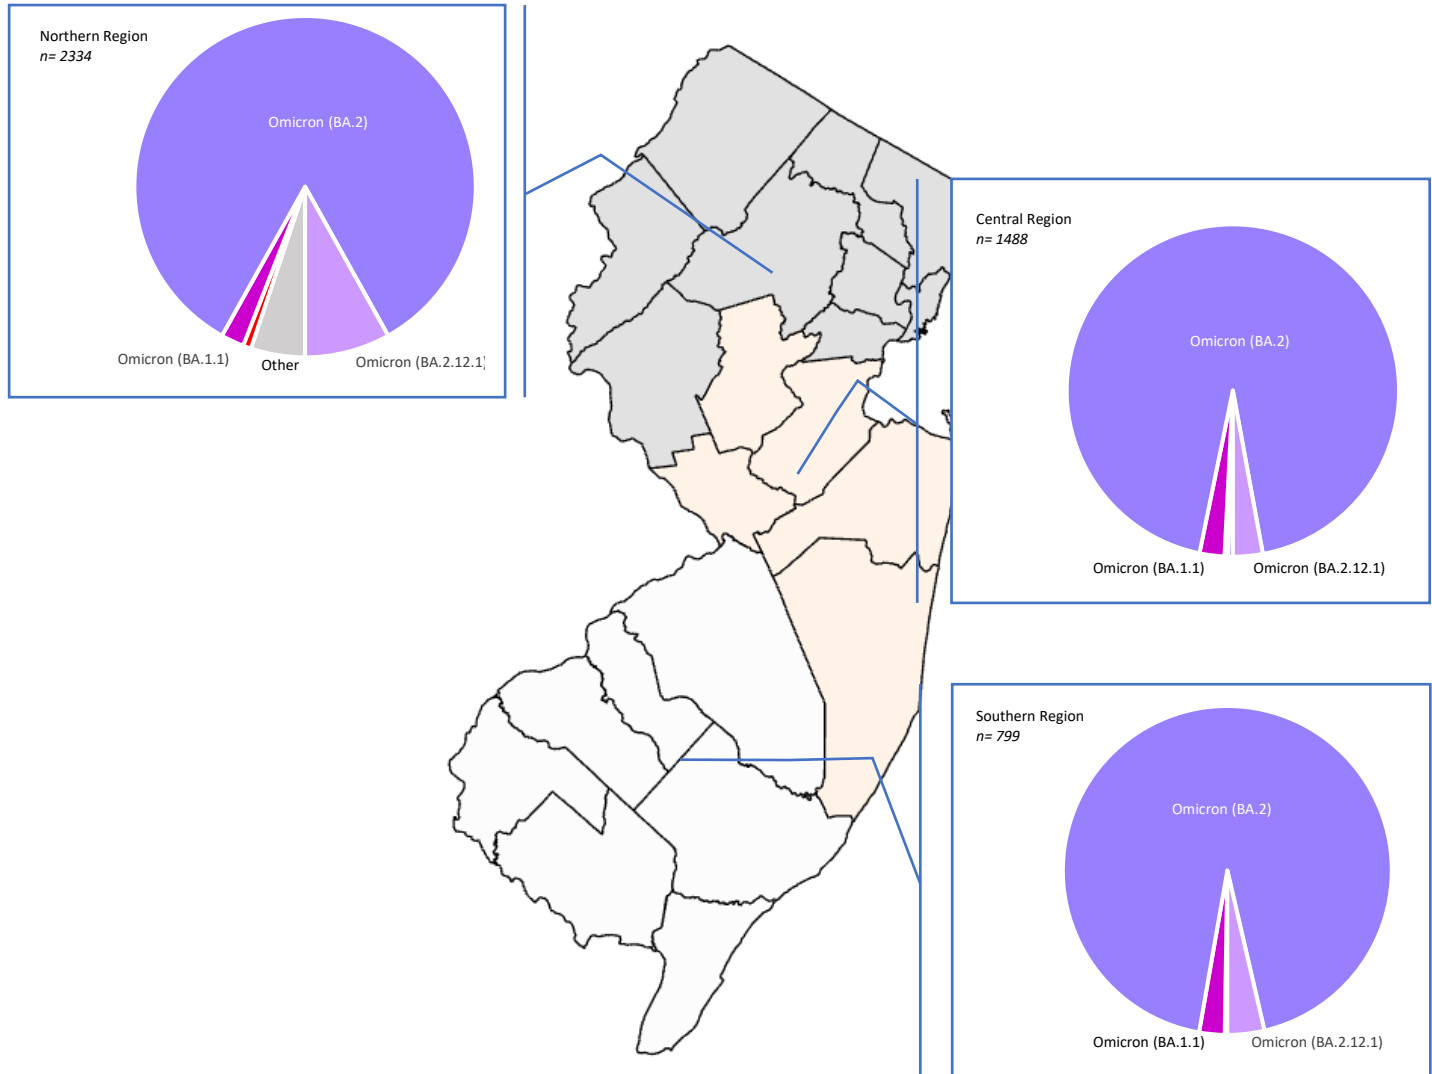 Northern Region
n= 2334
Omicron (BA.2)
Omicron (BA.1.1)
Other
Omicron (BA.2.12.1)
Central Region
n= 1488
Omicron (BA.2)
Omicron (BA.1.1)
Omicron (BA.2.12.1)
Southern Region
n= 799
Omicron (BA.2)
Omicron (BA.1.1)
Omicron (BA.2.12.1)